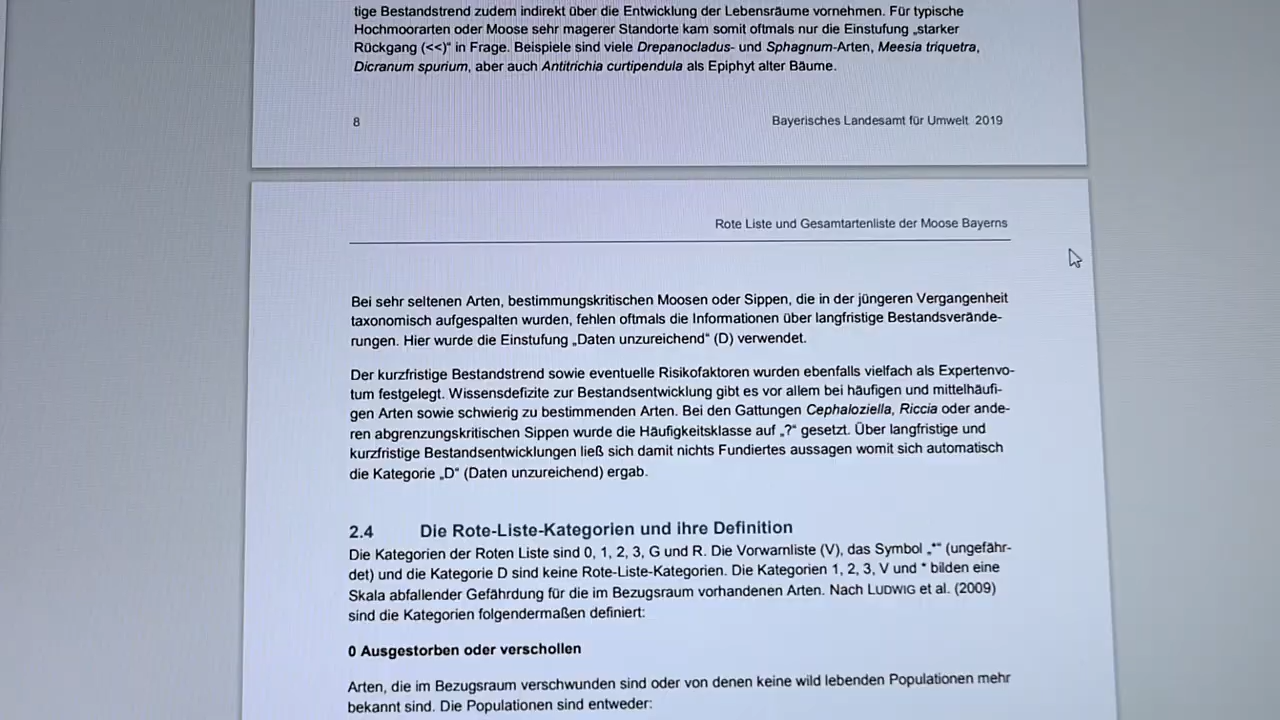 tige Bestandstrend zudem indirekt über die Entwicklung der Lebensräume vornehmen. Für typische
Hochmoorarten oder Moose sehr magerer Standorte kam somit oftmals nur die Einstufung „starker
Rückgang (<<)“ in Frage. Beispiele sind viele Drepanocladus- und Sphagnum-Arten, Meesia triquetra,
Dicranum spurium, aber auch Antitrichia curtipendula als Epiphyt alter Bäume.
8
Bayerisches Landesamt für Umwelt 2019
Rote Liste und Gesamtartenliste der Moose Bayerns
Bei sehr seltenen Arten, bestimmungskritischen Moosen oder Sippen, die in der jüngeren Vergangenheit
taxonomisch aufgespalten wurden, fehlen oftmals die Informationen über langfristige Bestandsverände-
rungen. Hier wurde die Einstufung „Daten unzureichend“ (D) verwendet.
Der kurzfristige Bestandstrend sowie eventuelle Risikofaktoren wurden ebenfalls vielfach als Expertenvo-
tum festgelegt. Wissensdefizite zur Bestandsentwicklung gibt es vor allem bei häufigen und mittelhäufi-
gen Arten sowie schwierig zu bestimmenden Arten. Bei den Gattungen Cephaloziella, Riccia oder ande-
ren abgrenzungskritischen Sippen wurde die Häufigkeitsklasse auf „?“ gesetzt. Über langfristige und
kurzfristige Bestandsentwicklungen ließ sich damit nichts Fundiertes aussagen womit sich automatisch
die Kategorie „D“ (Daten unzureichend) ergab.
2.4 Die Rote-Liste-Kategorien und ihre Definition
Die Kategorien der Roten Liste sind 0, 1, 2, 3, G und R. Die Vorwarnliste (V), das Symbol „*“ (ungefähr-
det) und die Kategorie D sind keine Rote-Liste-Kategorien. Die Kategorien 1, 2, 3, V und * bilden eine
Skala abfallender Gefährdung für die im Bezugsraum vorhandenen Arten. Nach LUDWIG et al. (2009)
sind die Kategorien folgendermaßen definiert:
0 Ausgestorben oder verschollen
Arten, die im Bezugsraum verschwunden sind oder von denen keine wild lebenden Populationen mehr
bekannt sind. Die Populationen sind entweder: